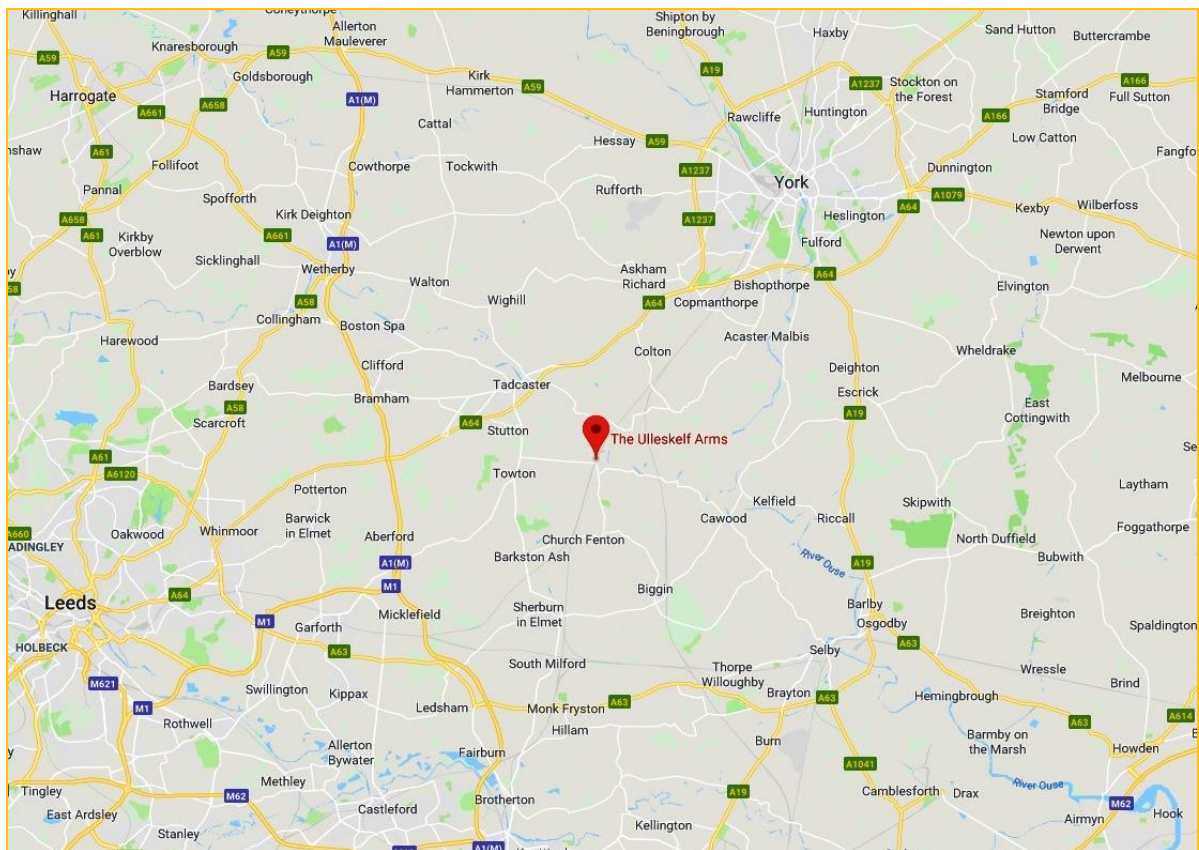 Killinghall
Coneythorpe
Allerton
Mauleverer
Shipton by
Beningbrough
Haxby
Sand Hutton
Buttercrambe
A59
Knaresborough
A59
Goldsborough
A19
A1237
Stockton on
the Forest
A166
Harrogate
A658
A1(M)
Kirk
Hammerton
A59
Stamford
Bridge
Full Sutton
A661
Cattal
Rawcliffe
Huntington
A166
nshaw
A61
Hessay
A59
Low Catton
Fangfo
Follifoot
Cowthorpe
Tockwith
A1237
Dunnington
Pannal
Spofforth
Rufforth
York
A1079
A658
Kirk Deighton
A1237
Heslington
A64
Kexby
Wilberfoss
A61
Kirkby
Overblow
A661
A1(M)
Fulford
Newton upon
Derwent
Sicklinghall
Wetherby
Askham
Richard
A64
58
Walton
Bishopthorpe
Elvington
A58
Wighill
A64
Copmanthorpe
Collingham
Boston Spa
Harewood
Acaster Malbis
Colton
Wheldrake
Clifford
Deighton
Melbourne
Bardsey
Tadcaster
Escrick
Bramham
A58
A19
East
Cottingwith
Scarcroft
A64
Stutton
The Ulleskelf Arms
Se
A61
A6120
Towton
Potterton
Laytham
Kelfield
Skipwith
A660
Oakwood
Whinmoor
Barwick
in Elmet
Cawood
Riccall
Foggathorpe
ADINGLEY
Aberford
Church Fenton
North Duffield
Barkston Ash
Bubwith
A1(M)
River Ouse
A19
M1
Biggin
A64
Leeds
Sherburn
in Elmet
Barlby
Breighton
M1
Micklefield
Osgodby
Spaldington
Garforth
HOLBECK
A63
A63
Selby
South Milford
Thorpe
Willoughby
Wressle
M621
Swillington
Kippax
Brayton
A63
Hemingbrough
Brind
M1
Ledsham
Monk Fryston
A63
A614
Rothwell
Hillam
A63
Barmby on
the Marsh
Allerton
Bywater
Fairburn
Burn
Howden
A1041
Tingley
Methley
River Ouse
M62
Brotherton
A19
Camblesforth
Drax
M62
Castleford
East Ardsley
Airmyn
Hook
Stanley
Kellington
A1(M)